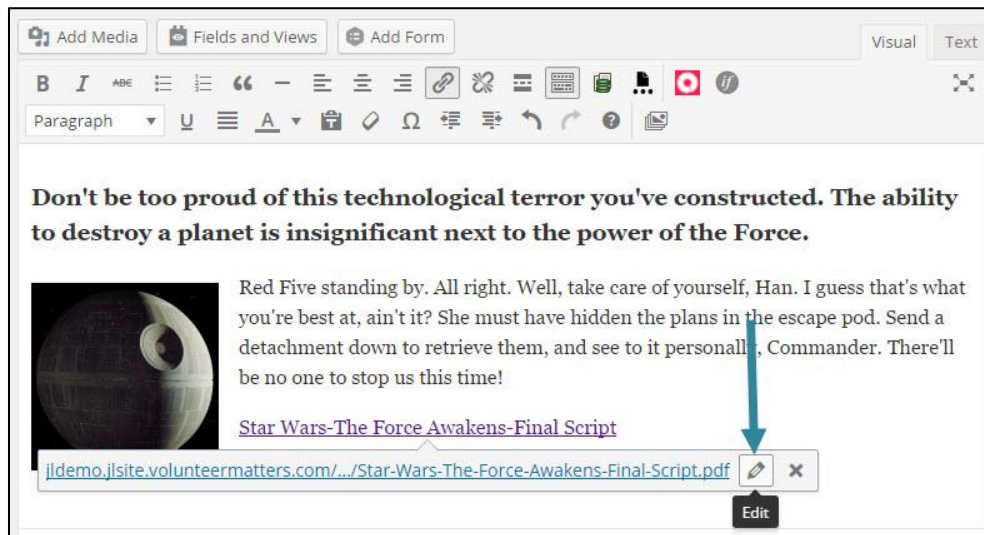 Add Media Fields and Views Add Form Visual Text
B I ABE U A Ω if
Paragraph
Don't be too proud of this technological terror you've constructed. The ability
to destroy a planet is insignificant next to the power of the Force.
Red Five standing by. All right. Well, take care of yourself, Han. I guess that's what
you're best at, ain't it? She must have hidden the plans in the escape pod. Send a
detachment down to retrieve them, and see to it personally, Commander. There'll
be no one to stop us this time!
Star Wars-The Force Awakens-Final Script
jldemo.jlsite.volunteermatters.com/.../Star-Wars-The-Force-Awakens-Final-Script.pdf
Edit